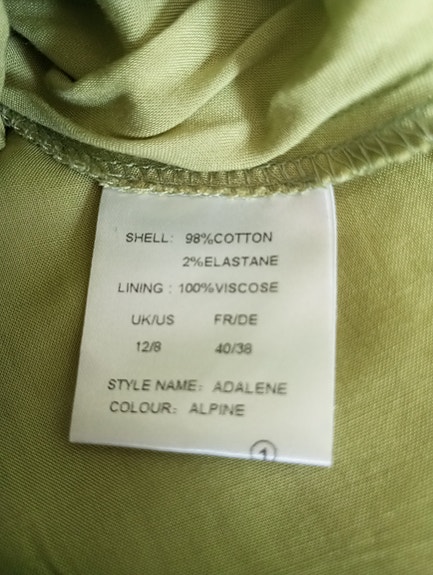 SHELL: 98%COTTON
2%ELASTANE
LINING : 100%VISCOSE
UK/US FR/DE
12/8 40/38
STYLE NAME: ADALENE
COLOUR: ALPINE
1